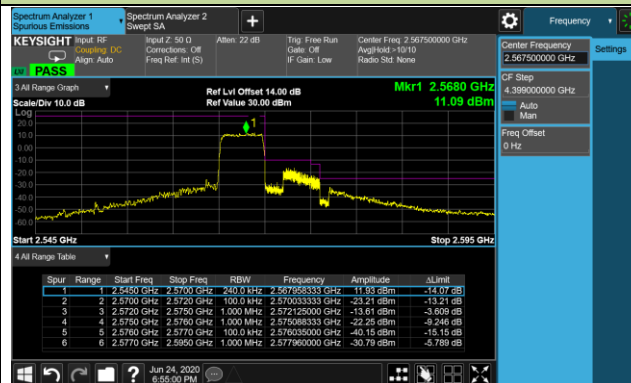 Spectrum Analyzer 1
Spurious Emissions
Spectrum Analyzer 2
Swept SA
Frequency
KEYSIGHT
Input: RF
Coupling: DC
Align: Auto
Input Z: 50 Ω
Corrections: Off
Freq Ref: Int (S)
Atten: 22 dB
Trig: Free Run
Gate: Off
IF Gain: Low
Center Freq: 2.567500000 GHz
Avg|Hold:>10/10
Radio Std: None
PASS
Center Frequency
2.567500000 GHz
Settings
CF Step
4.399000000 GHz
Auto
Man
Freq Offset
0 Hz
3 All Range Graph
Scale/Div 10.0 dB
Ref Lvl Offset 14.00 dB
Ref Value 30.00 dBm
Mkr1 2.5680 GHz
11.09 dBm
Log
20.0
10.0
0.00
-10.0
-20.0
-30.0
-40.0
-50.0
-60.0
1
Start 2.545 GHz
Stop 2.595 GHz
4 All Range Table
Spur Range Start Freq Stop Freq RBW Frequency Amplitude ΔLimit
1 1 2.5450 GHz 2.5700 GHz 240.0 kHz 2.567958333 GHz 11.93 dBm -14.07 dB
2 2 2.5700 GHz 2.5720 GHz 100.0 kHz 2.570033333 GHz -23.21 dBm -13.21 dB
3 3 2.5720 GHz 2.5750 GHz 1.000 MHz 2.572125000 GHz -13.61 dBm -3.609 dB
4 4 2.5750 GHz 2.5760 GHz 1.000 MHz 2.575088333 GHz -22.25 dBm -9.246 dB
5 5 2.5760 GHz 2.5770 GHz 100.0 kHz 2.576035000 GHz -40.15 dBm -15.15 dB
6 6 2.5770 GHz 2.5950 GHz 1.000 MHz 2.577960000 GHz -30.79 dBm -5.789 dB
Jun 24, 2020
6:55:00 PM